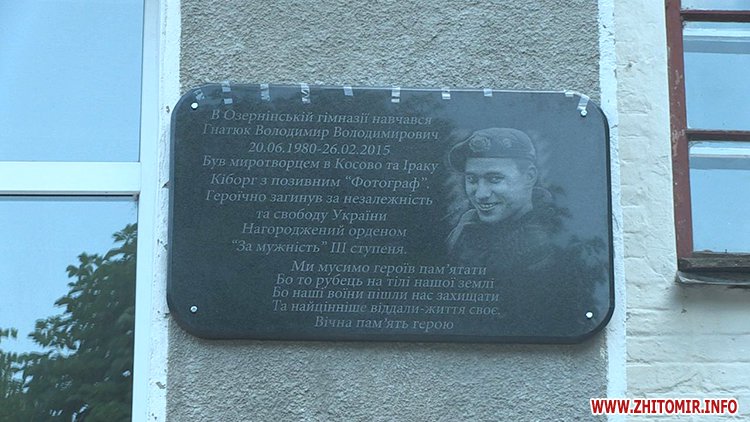 В Озернінській гімназії навчався
Гнатюк Володимир Володимирович
20.06.1980-26.02.2015
Був миротворцем в Косово та Іраку
Кіборг з позивним “Фотограф”.
Героїчно загинув за незалежність
та свободу України
Нагороджений орденом
“За мужність” ІІІ ступеня.
Ми мусимо героїв пам’ятати
Бо то рубець на тілі нашої землі
Бо наші воїни пішли нас захищати
Та найцінніше віддали-життя своє.
Вічна пам’ять герою
WWW.ZHITOMIR.INFO